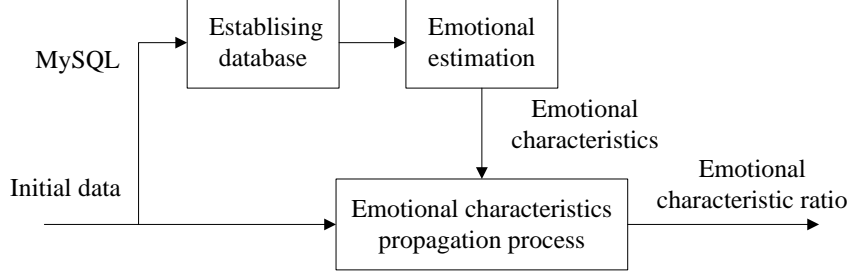 Establising
database
Emotional
estimation
MySQL
Emotional
characteristics
Initial data
Emotional characteristics
propagation process
Emotional
characteristic ratio